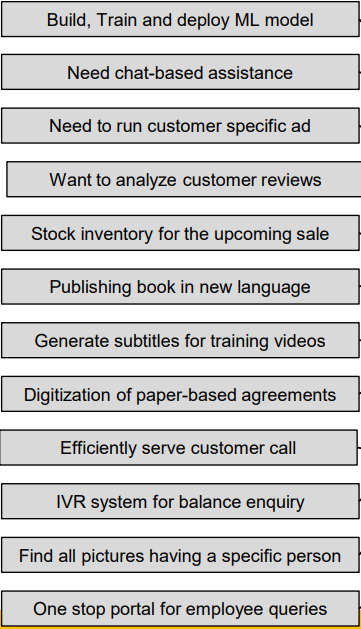 Build, Train and deploy ML model
Need chat-based assistance
Need to run customer specific ad
Want to analyze customer reviews
Stock inventory for the upcoming sale
Publishing book in new language
Generate subtitles for training videos
Digitization of paper-based agreements
Efficiently serve customer call
IVR system for balance enquiry
Find all pictures having a specific person
One stop portal for employee queries